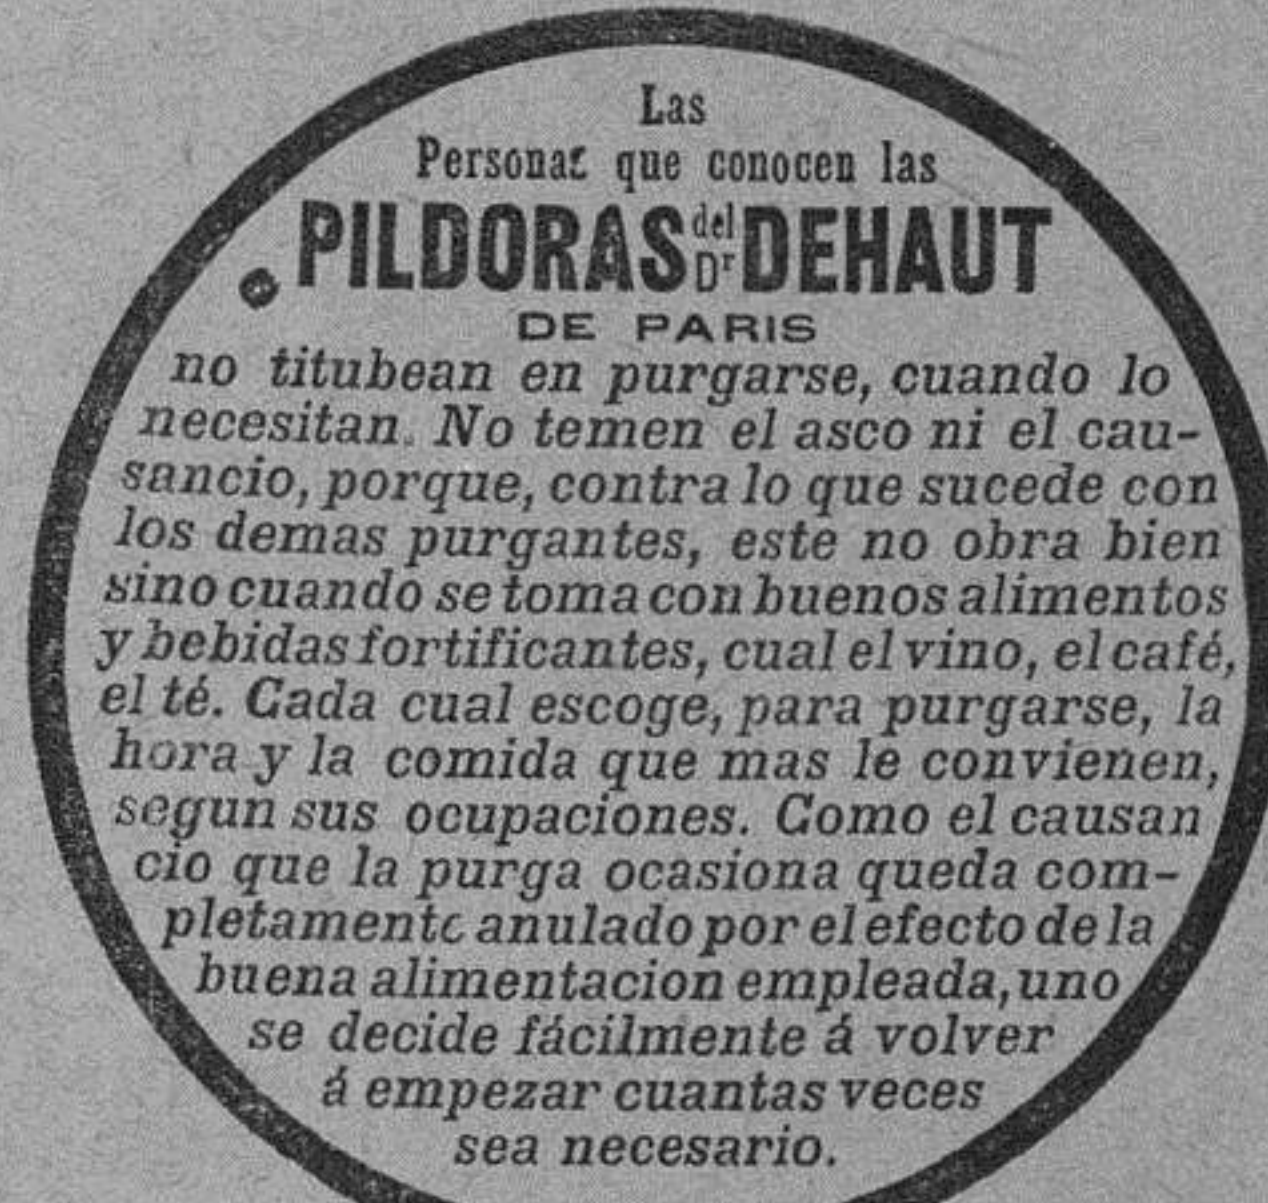 Las
Personas que conocen las
PILDORAS del Dr DEHAUT
DE PARIS
no titubean en purgarse, cuando lo
necesitan. No temen el asco ni el cau-
sancio, porque, contra lo que sucede con
los demas purgantes, este no obra bien
sino cuando se toma con buenos alimentos
y bebidas fortificantes, cual el vino, el café,
el té. Cada cual escoge, para purgarse, la
hora y la comida que mas le convienen,
segun sus ocupaciones. Como el causan
cio que la purga ocasiona queda com-
pletamente anulado por el efecto de la
buena alimentacion empleada, uno
se decide fácilmente á volver
á empezar cuantas veces
sea necesario.